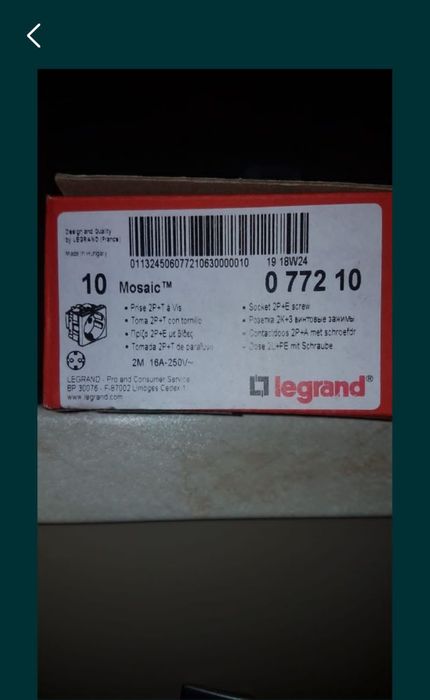 Design and Quality
by LEGRAND (France)
Made in Hungary
01132450607721063000​0010 19 18W24
10 Mosaic™ 0 772 10
• Prise 2P+T à Vis
• Toma 2P+T con tornillo
• Πρίζα 2P+E με βίδες
• Tomada 2P+T de parafuso
• Socket 2P+E screw
• Розетка 2К+З винтовые зажимы
• Contactdoos 2P+A met schroefdr
• Dose 2L+PE mit Schraube
2M 16A-250V~
LEGRAND - Pro and Consumer Service
BP 30076 - F-87002 Limoges Cedex 1
www.legrand.com
legrand®